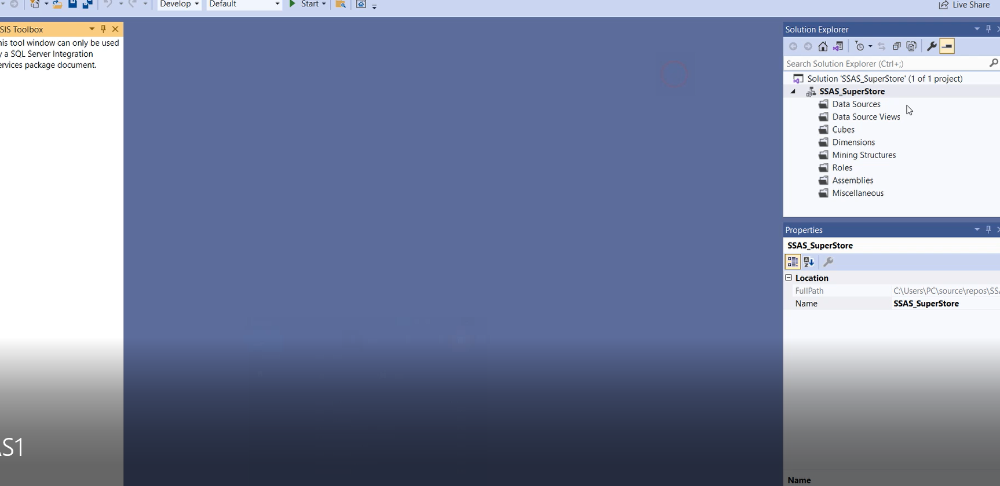 Develop Default Start Live Share
SIS Toolbox
his tool window can only be used
y a SQL Server Integration
ervices package document.
Solution Explorer
Search Solution Explorer (Ctrl+;)
Solution 'SSAS_SuperStore' (1 of 1 project)
SSAS_SuperStore
Data Sources
Data Source Views
Cubes
Dimensions
Mining Structures
Roles
Assemblies
Miscellaneous
Properties
SSAS_SuperStore
Location
FullPath C:\Users\PC\source\repos\SSA
Name SSAS_SuperStore
Name
AS1